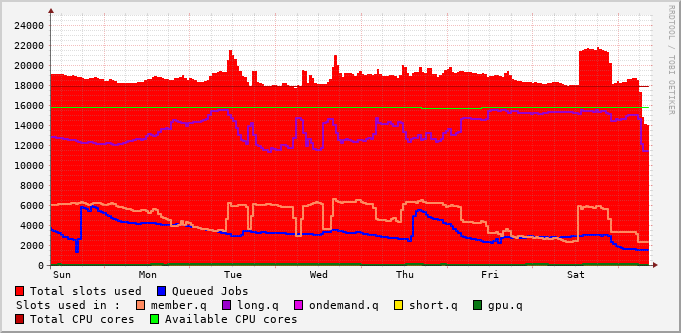 24000
22000
20000
18000
16000
14000
12000
10000
8000
6000
4000
2000
0
Sun Mon Tue Wed Thu Fri Sat
RRDTOOL / TOBI OETIKER
Total slots used Queued Jobs
Slots used in : member.q long.q ondemand.q short.q gpu.q
Total CPU cores Available CPU cores